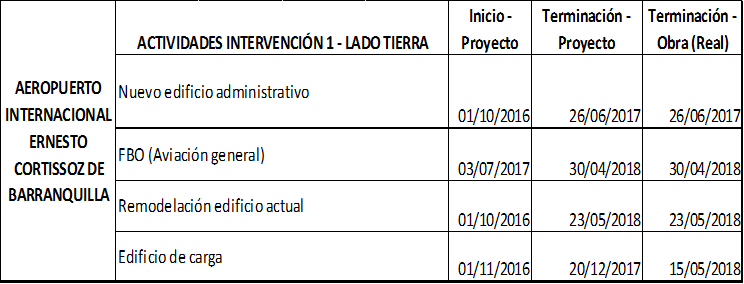 ACTIVIDADES INTERVENCIÓN 1 - LADO TIERRA
Inicio -
Proyecto
Terminación -
Proyecto
Terminación -
Obra (Real)
AEROPUERTO
INTERNACIONAL
ERNESTO
CORTISSOZ DE
BARRANQUILLA
Nuevo edificio administrativo
01/10/2016 26/06/2017 26/06/2017
FBO (Aviación general)
03/07/2017 30/04/2018 30/04/2018
Remodelación edificio actual
01/10/2016 23/05/2018 23/05/2018
Edificio de carga
01/11/2016 20/12/2017 15/05/2018